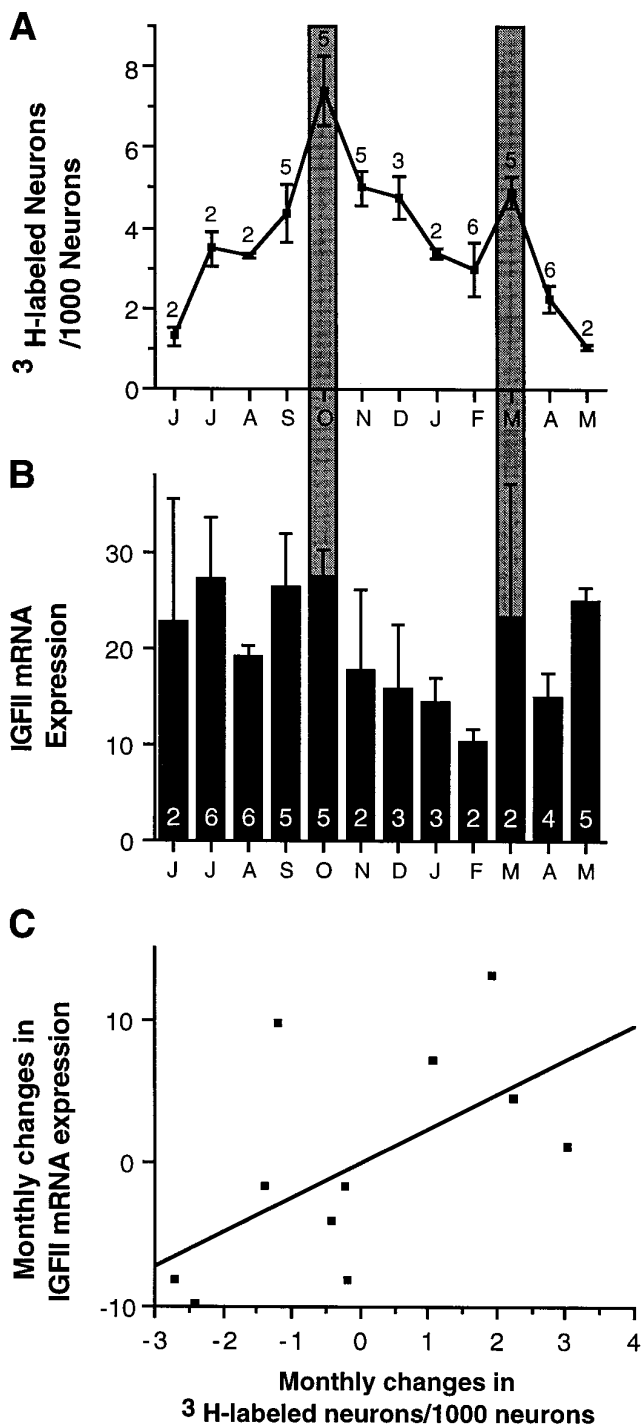 A
3 H-labeled Neurons
/1000 Neurons
8
6
4
2
0
2
2
2
5
5
5
3
2
6
5
6
2
J J A S O N D J F M A M
B
IGFII mRNA
Expression
30
20
10
0
2 6 6 5 5 2 3 3 2 2 4 5
J J A S O N D J F M A M
C
Monthly changes in
IGFII mRNA expression
10
0
-10
-3 -2 -1 0 1 2 3 4
Monthly changes in
3 H-labeled neurons/1000 neurons